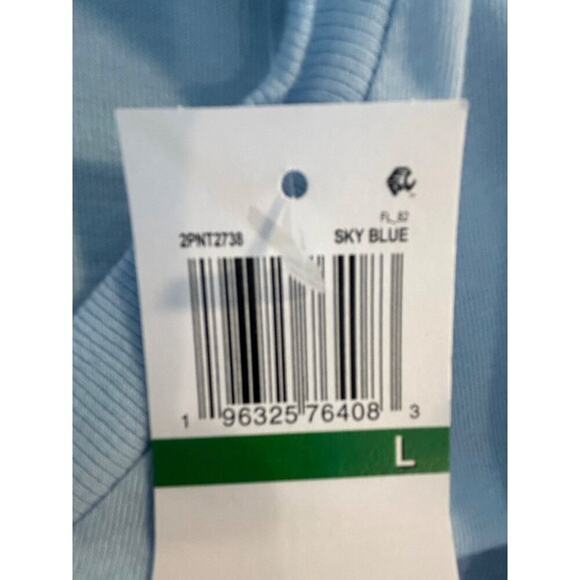 FL_82
2PNT2738 SKY BLUE
1 96325 76408 3
L